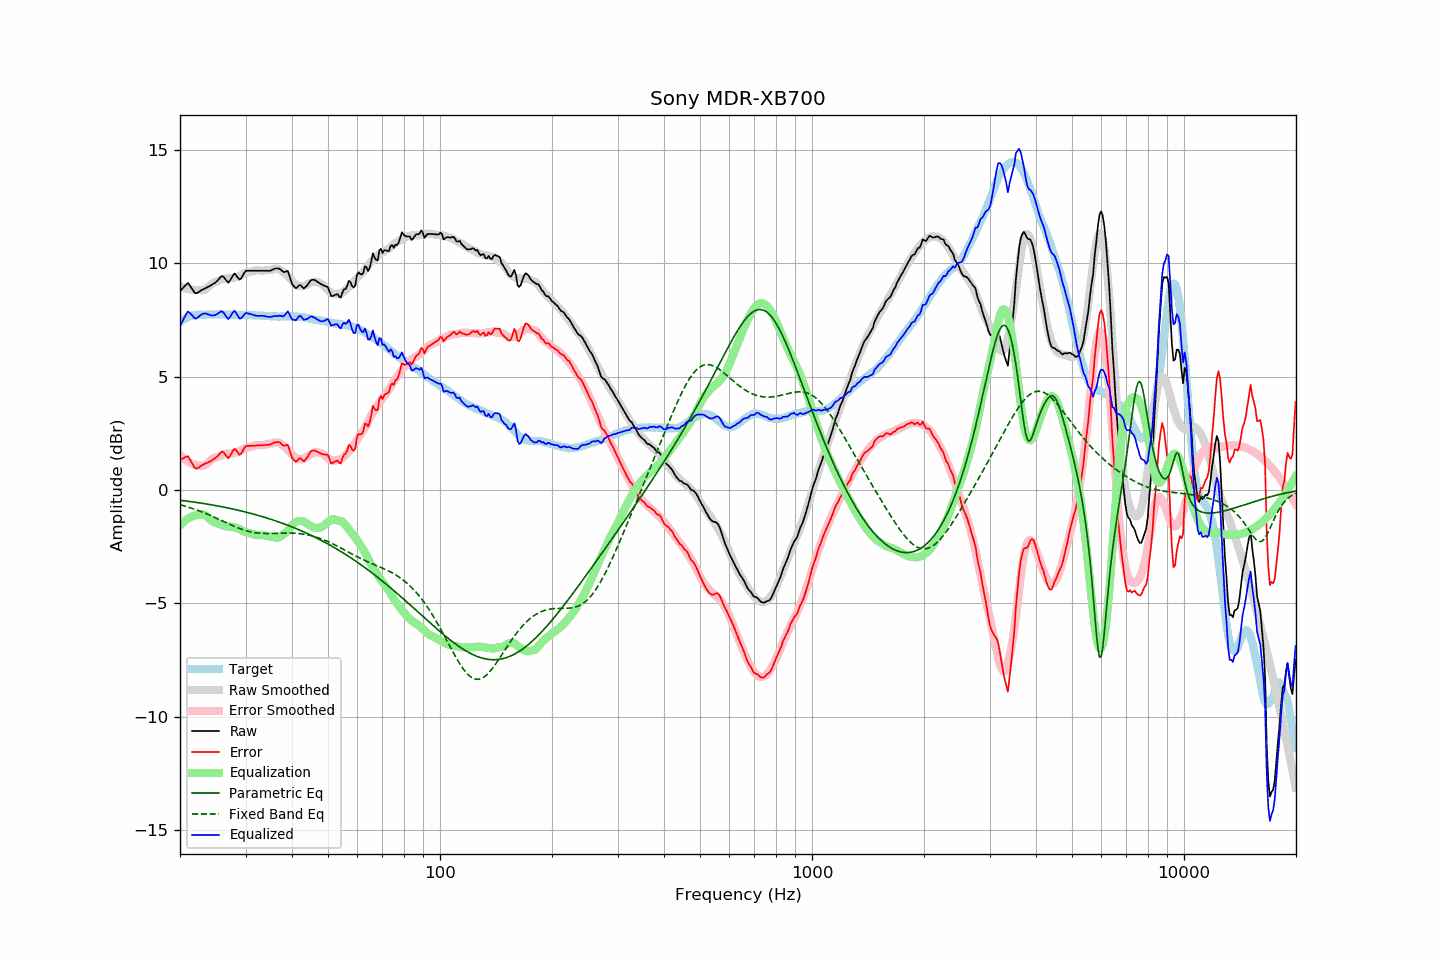 Sony MDR-XB700
Amplitude (dBr)
15
10
5
0
−5
−10
−15
Target
Raw Smoothed
Error Smoothed
Raw
Error
Equalization
Parametric Eq
Fixed Band Eq
Equalized
100
1000
10000
Frequency (Hz)